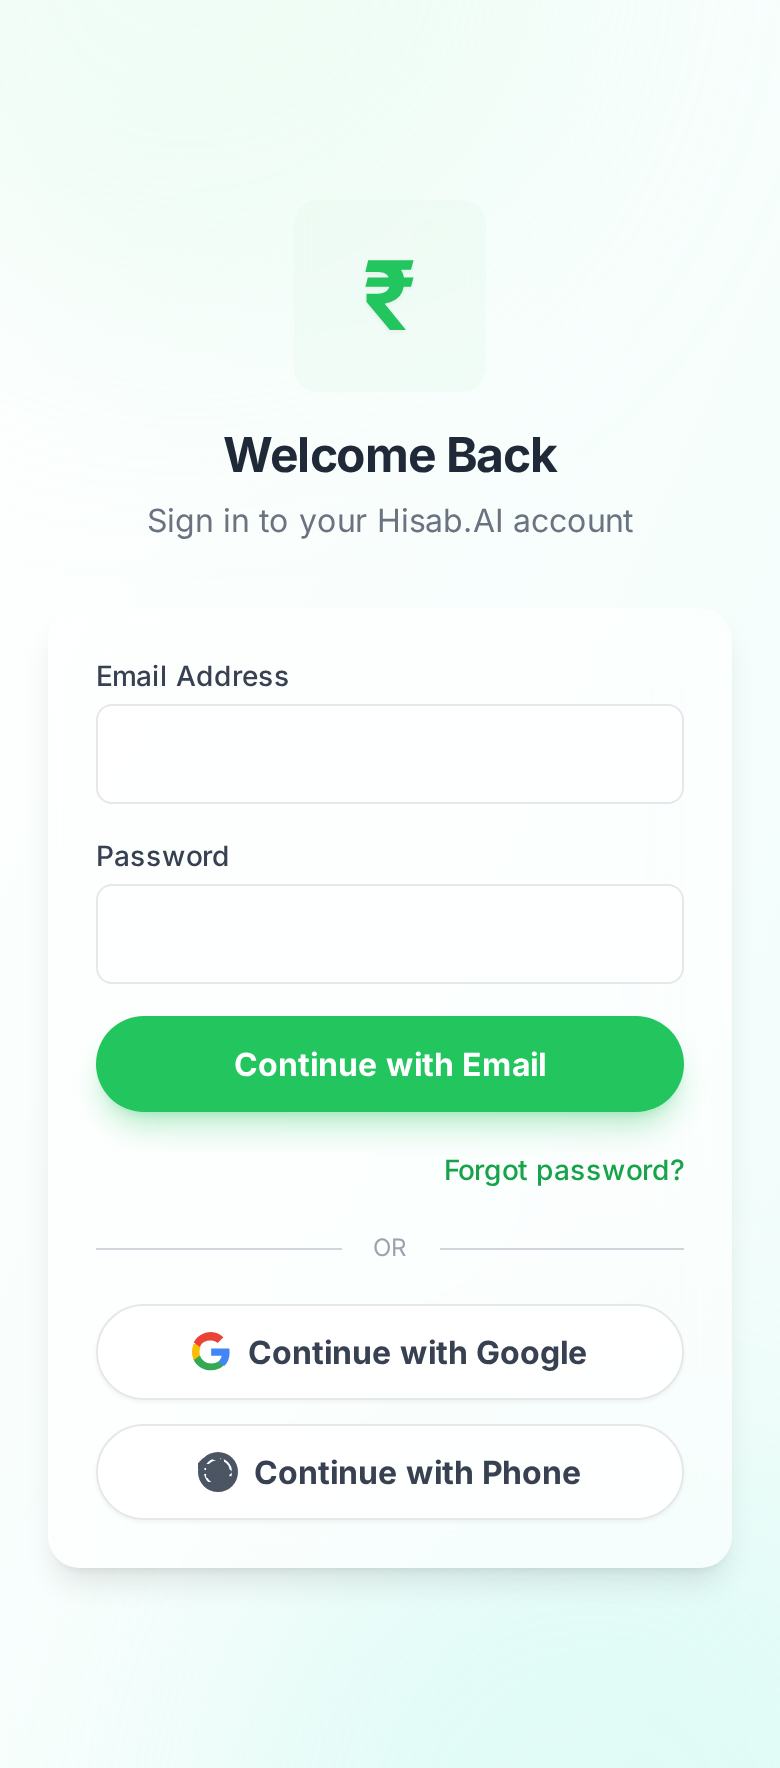 ₹
Welcome Back
Sign in to your Hisab.AI account
Email Address
Password
Continue with Email
Forgot password?
OR
Continue with Google
Continue with Phone